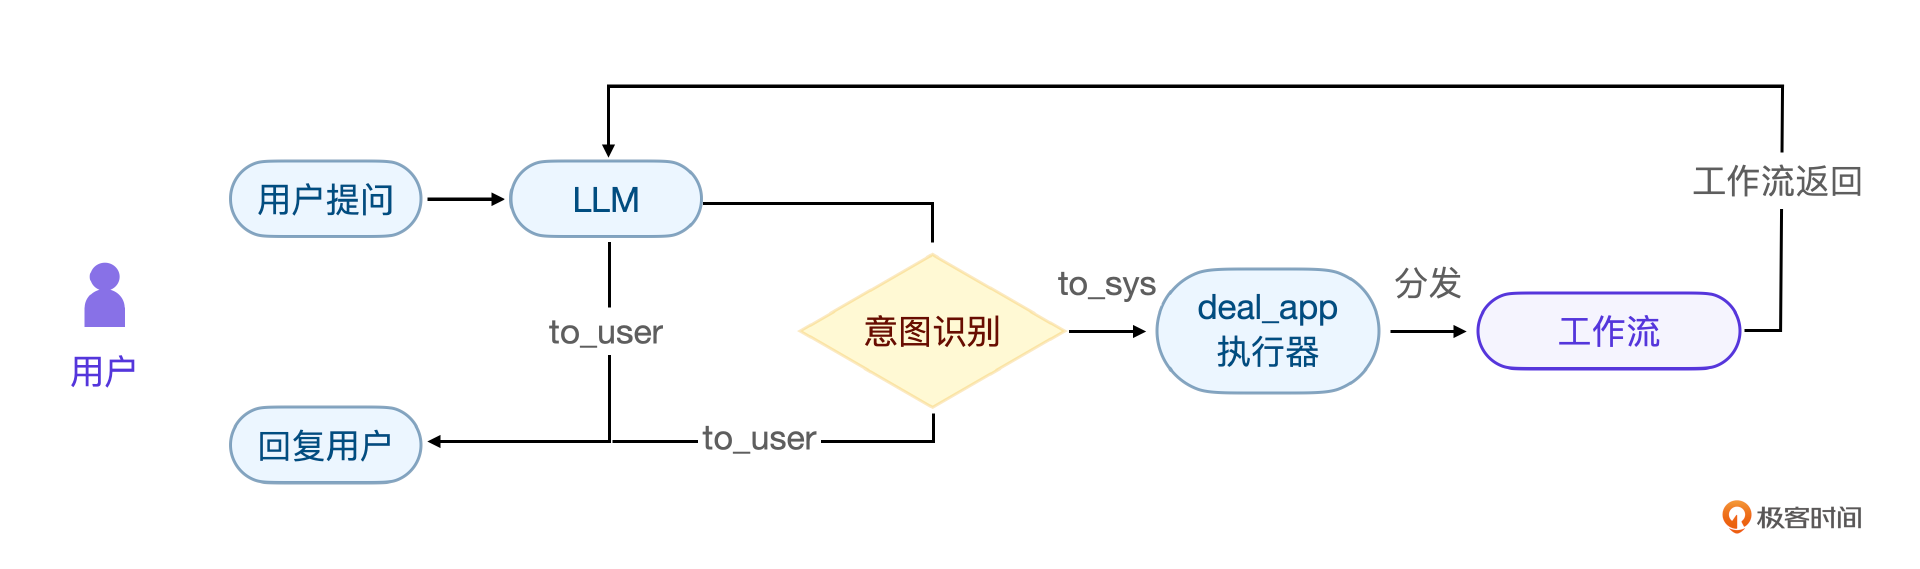 工作流返回
用户提问
LLM
to_sys
分发
deal_app
执行器
意图识别
工作流
to_user
用户
回复用户
to_user
极客时间